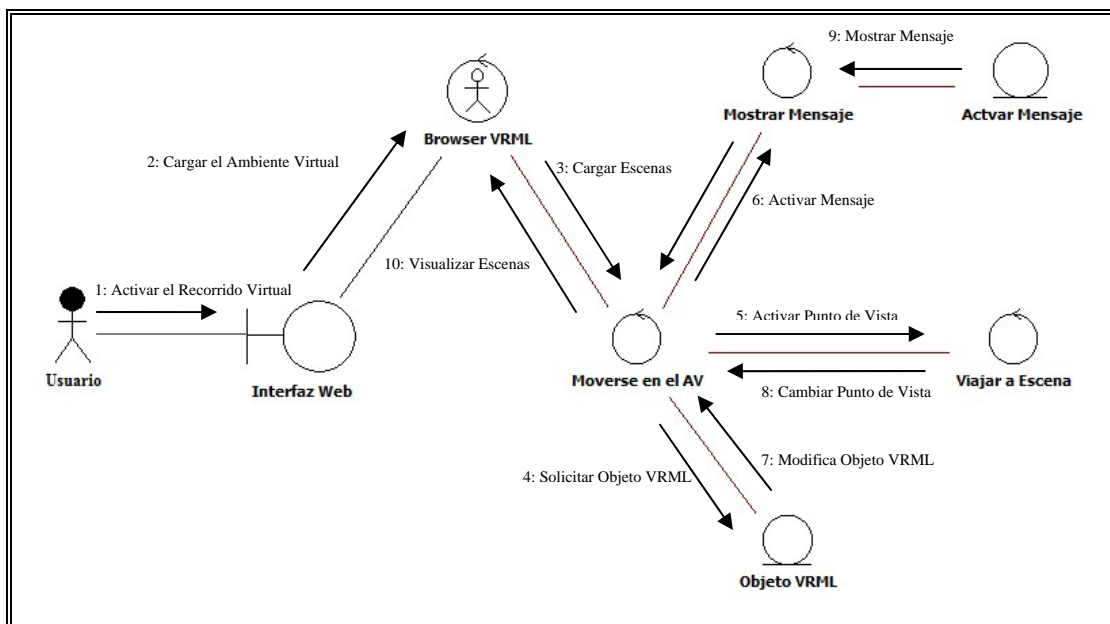 9: Mostrar Mensaje
Mostrar Mensaje
Actvar Mensaje
Browser VRML
2: Cargar el Ambiente Virtual
3: Cargar Escenas
6: Activar Mensaje
10: Visualizar Escenas
1: Activar el Recorrido Virtual
5: Activar Punto de Vista
Usuario
Interfaz Web
Moverse en el AV
Viajar a Escena
8: Cambiar Punto de Vista
7: Modifica Objeto VRML
4: Solicitar Objeto VRML
Objeto VRML